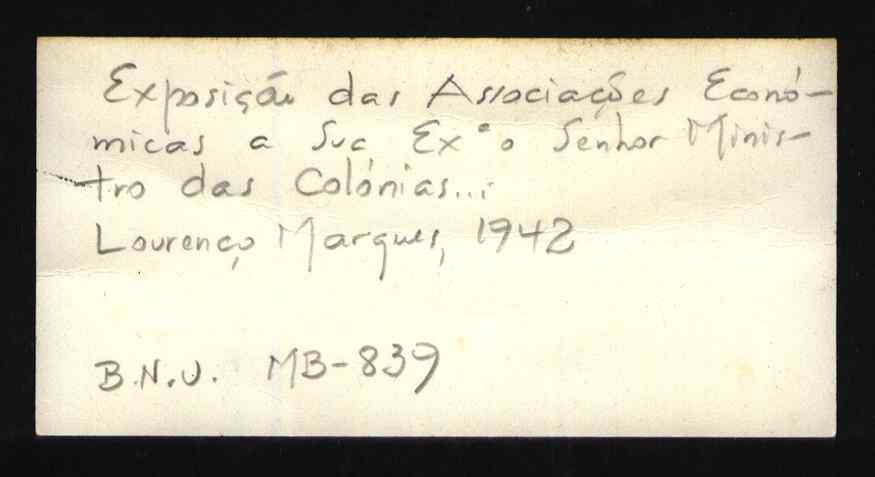 Exposição das Associações Econó-
micas a Sua Exª o Senhor Minis-
tro das Colónias...;
Lourenço Marques, 1942
B.N.U. MB-839